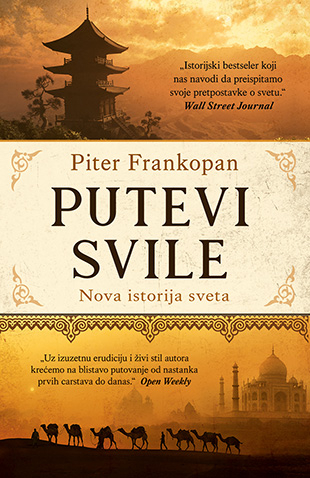 „Istorijski bestseler koji
nas navodi da preispitamo
svoje pretpostavke o svetu.“
Wall Street Journal
Piter Frankopan
PUTEVI
SVILE
Nova istorija sveta
„Uz izuzetnu erudiciju i živi stil autora
krećemo na blistavo putovanje od nastanka
prvih carstava do danas.“ Open Weekly